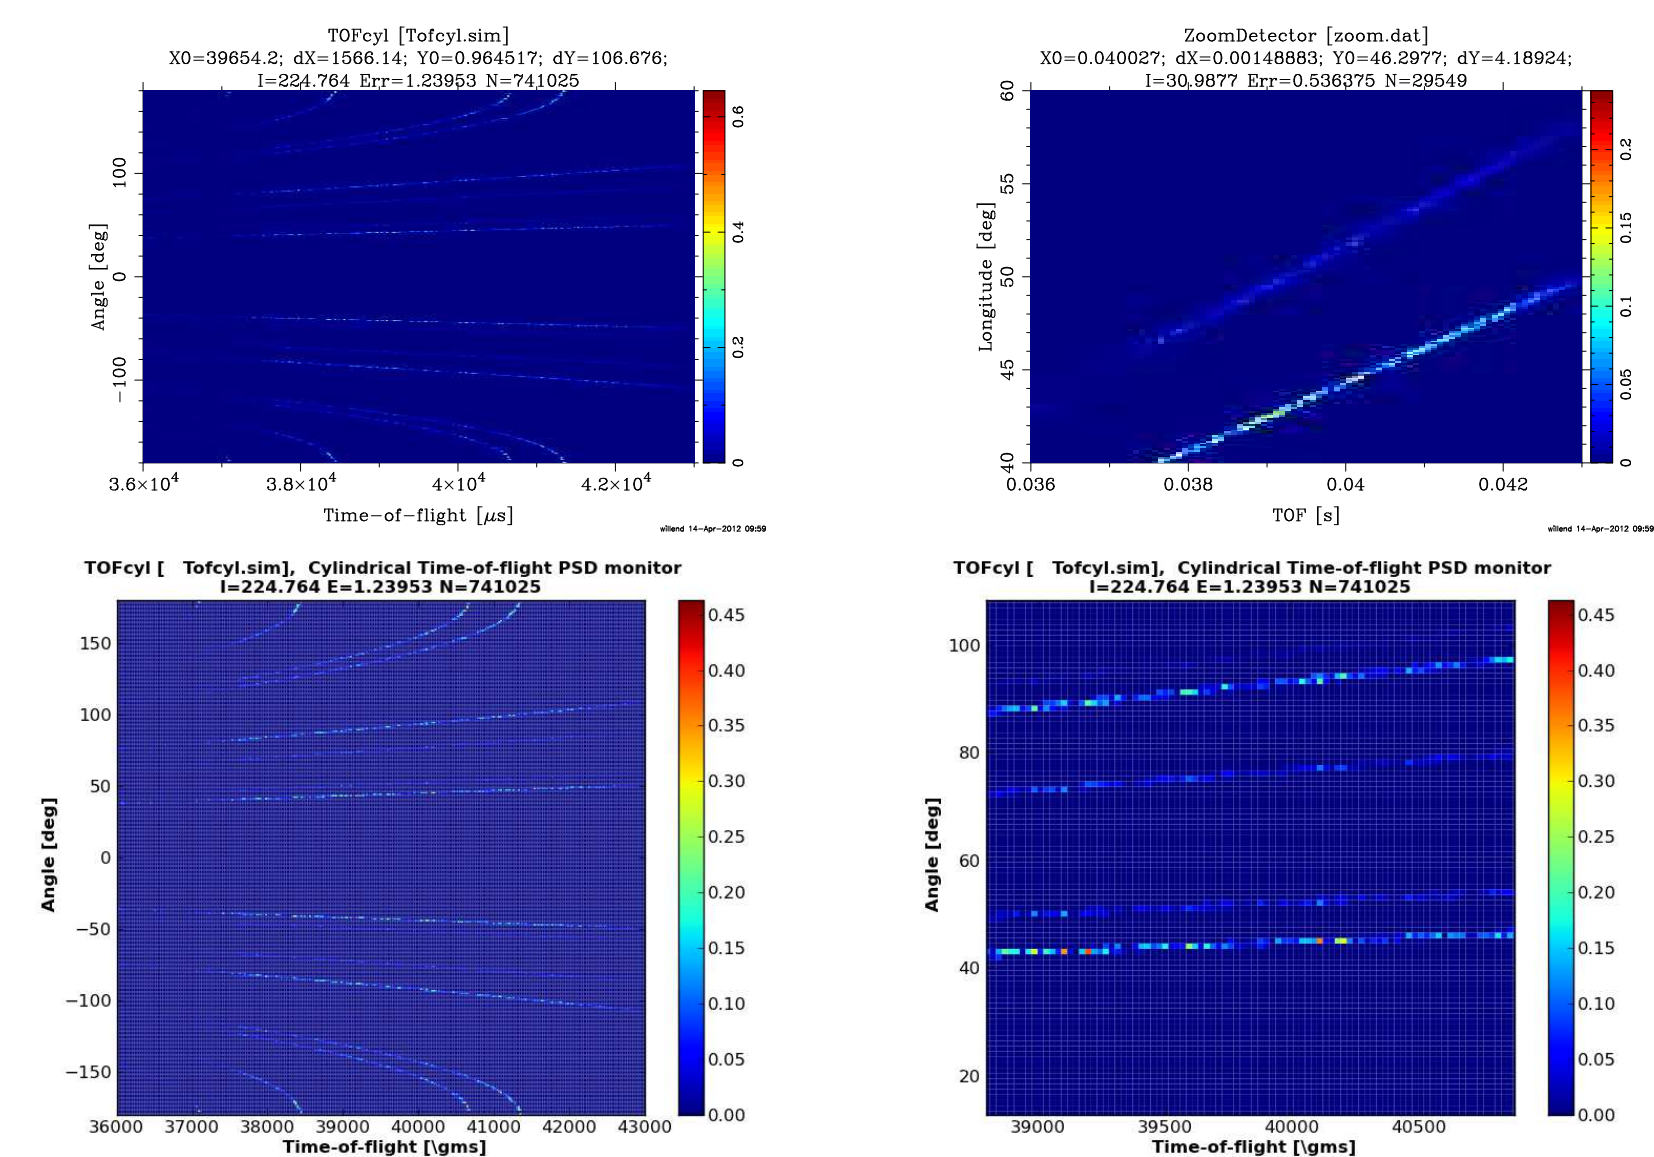 TOFcyl [Tofcyl.sim]
X0=39654.2; dX=1566.14; Y0=0.964517; dY=106.676;
I=224.764 Err=1.23953 N=741025
100
0
−100
Angle [deg]
3.6×10⁴ 3.8×10⁴ 4×10⁴ 4.2×10⁴
Time−of−flight [μs]
0.6
0.4
0.2
0
willend 14-Apr-2012 09:59
ZoomDetector [zoom.dat]
X0=0.040027; dX=0.00148883; Y0=46.2977; dY=4.18924;
I=30.9877 Err=0.536375 N=29549
60
55
50
45
40
Longitude [deg]
0.036 0.038 0.04 0.042
TOF [s]
0.2
0.15
0.1
0.05
0
willend 14-Apr-2012 09:59
TOFcyl [ Tofcyl.sim], Cylindrical Time-of-flight PSD monitor
I=224.764 E=1.23953 N=741025
150
100
50
0
−50
−100
−150
Angle [deg]
36000 37000 38000 39000 40000 41000 42000 43000
Time-of-flight [\gms]
0.45
0.40
0.35
0.30
0.25
0.20
0.15
0.10
0.05
0.00
TOFcyl [ Tofcyl.sim], Cylindrical Time-of-flight PSD monitor
I=224.764 E=1.23953 N=741025
100
80
60
40
20
Angle [deg]
39000 39500 40000 40500
Time-of-flight [\gms]
0.45
0.40
0.35
0.30
0.25
0.20
0.15
0.10
0.05
0.00